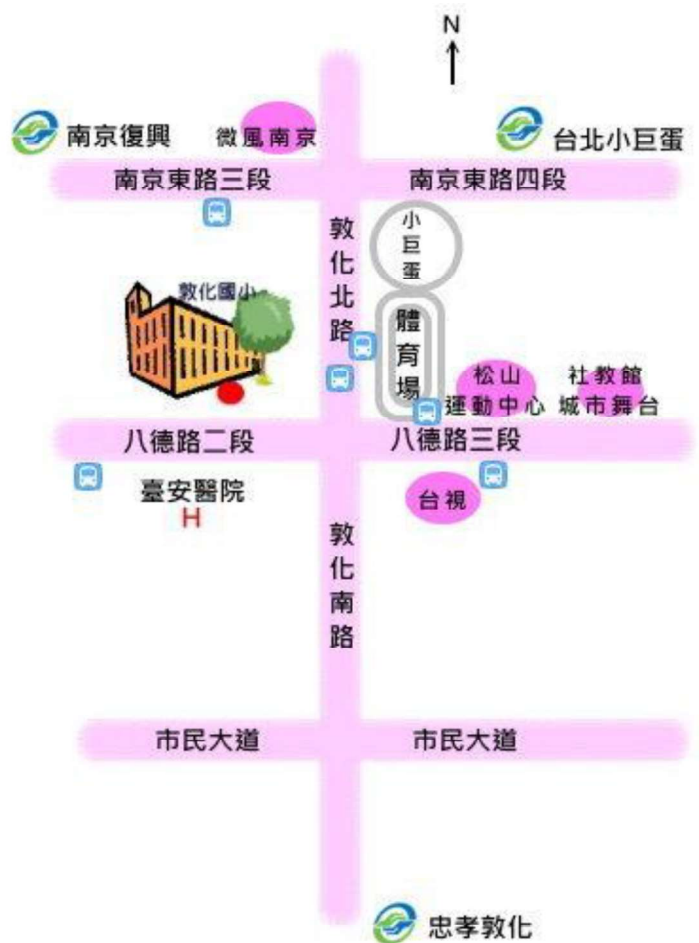 N
南京復興
微風南京
台北小巨蛋
南京東路三段
南京東路四段
敦化北路
小巨蛋
敦化國小
體育場
松山
運動中心
社教館
城市舞台
八德路二段
八德路三段
臺安醫院
H
台視
敦化南路
市民大道
市民大道
忠孝敦化